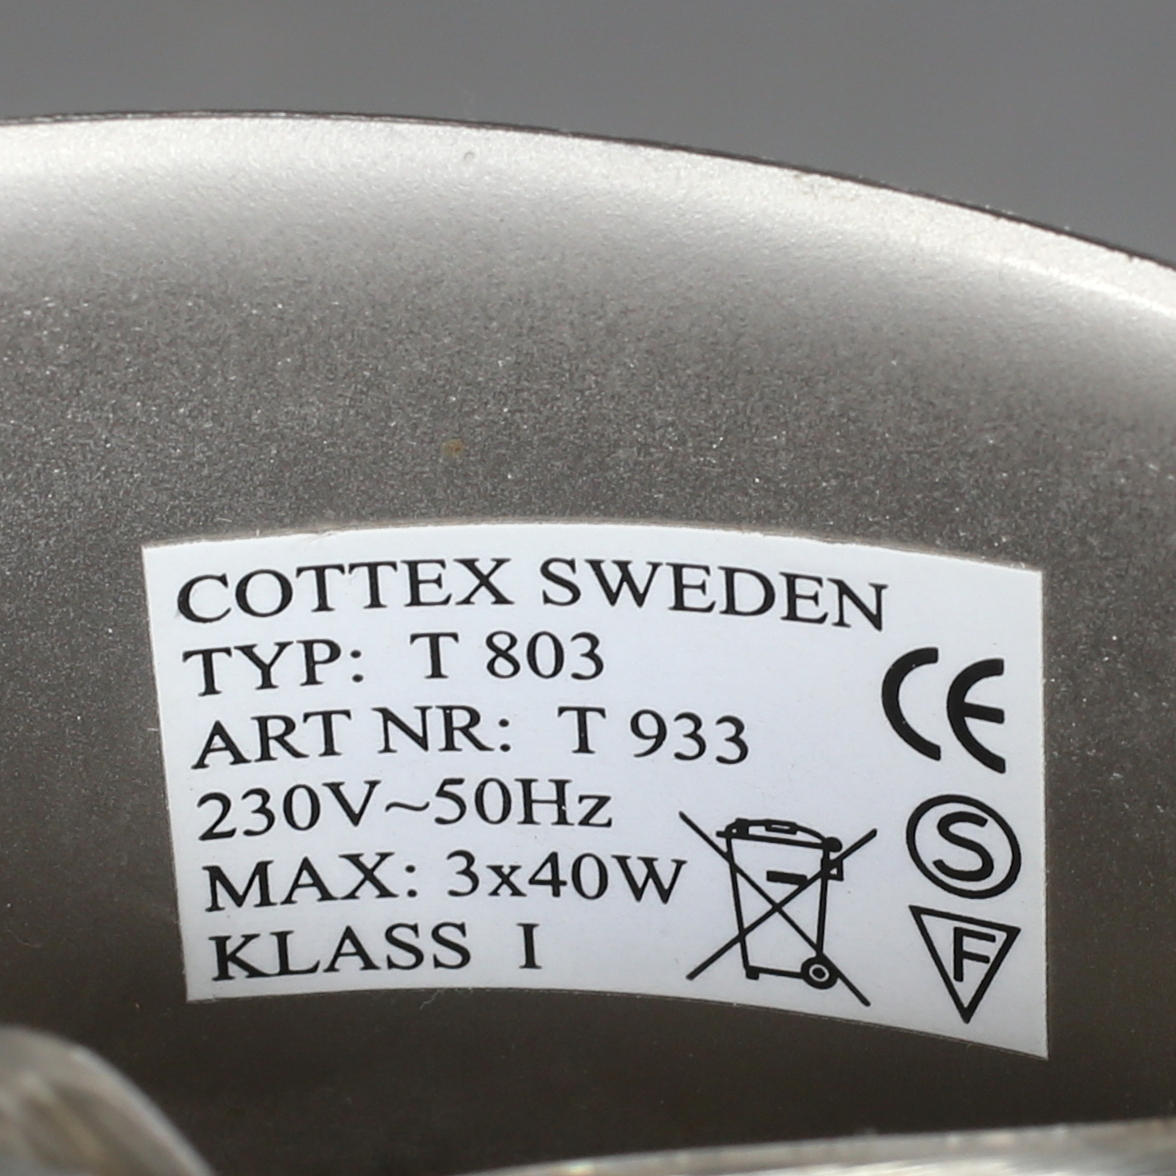 COTTEX SWEDEN
TYP: T 803
ART NR: T 933
230V~50Hz
MAX: 3x40W
KLASS I
CE
S
F